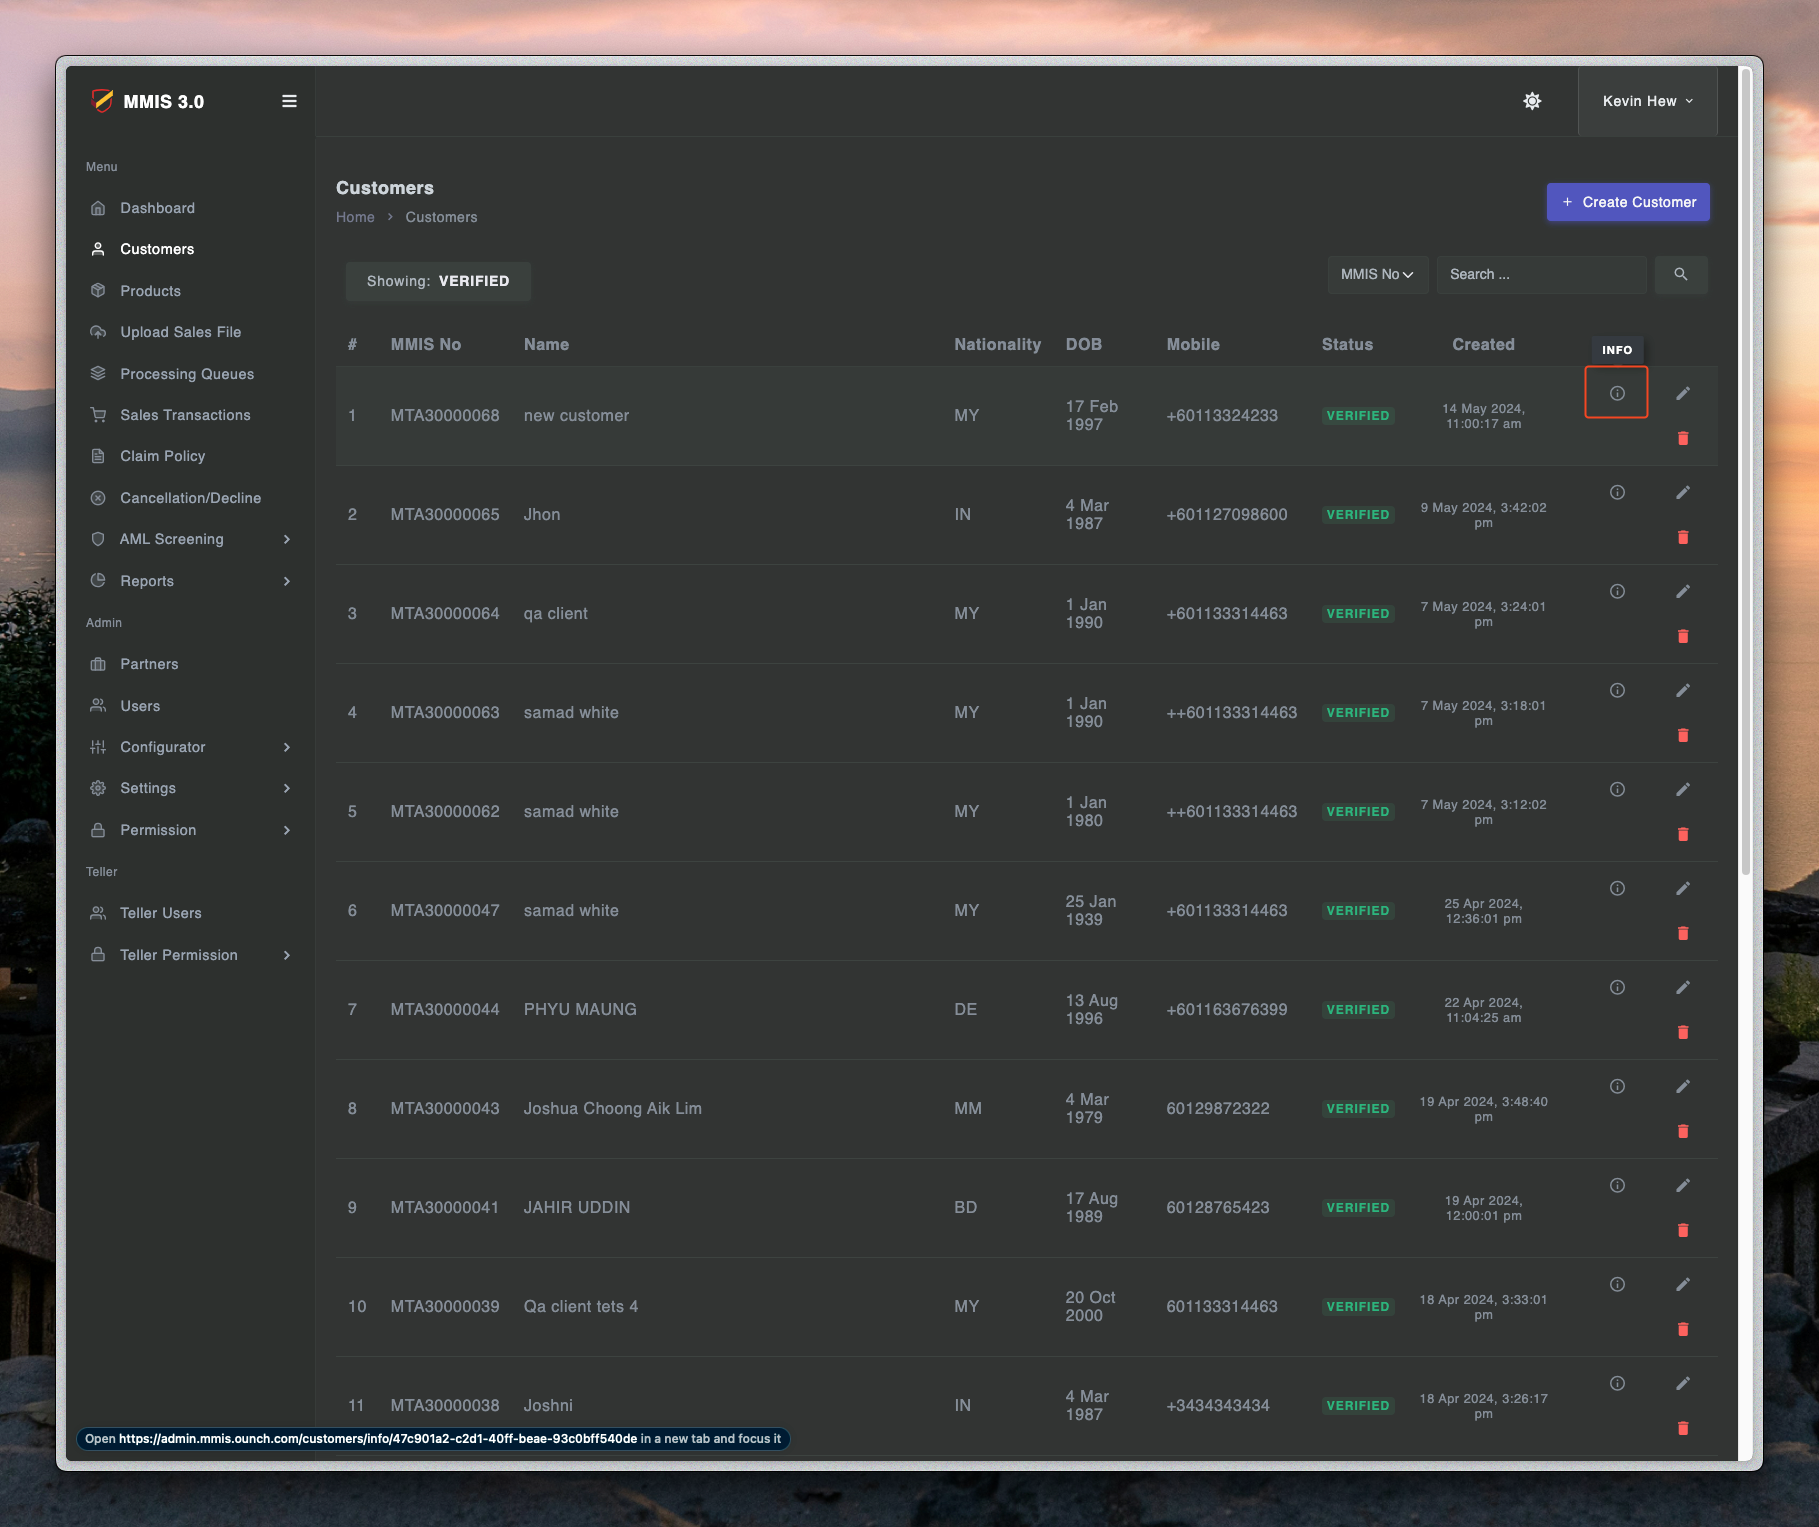 MMIS 3.0
Kevin Hew
Menu
Dashboard
Customers
Products
Upload Sales File
Processing Queues
Sales Transactions
Claim Policy
Cancellation/Decline
AML Screening
Reports
Admin
Partners
Users
Configurator
Settings
Permission
Teller
Teller Users
Teller Permission
Customers
Home > Customers
+ Create Customer
Showing: VERIFIED
MMIS No
Search ...
# MMIS No Name Nationality DOB Mobile Status Created
INFO
1 MTA30000068 new customer MY 17 Feb 1997 +60113324233 VERIFIED 14 May 2024, 11:00:17 am
2 MTA30000065 Jhon IN 4 Mar 1987 +601127098600 VERIFIED 9 May 2024, 3:42:02 pm
3 MTA30000064 qa client MY 1 Jan 1990 +601133314463 VERIFIED 7 May 2024, 3:24:01 pm
4 MTA30000063 samad white MY 1 Jan 1990 ++601133314463 VERIFIED 7 May 2024, 3:18:01 pm
5 MTA30000062 samad white MY 1 Jan 1980 ++601133314463 VERIFIED 7 May 2024, 3:12:02 pm
6 MTA30000047 samad white MY 25 Jan 1939 +601133314463 VERIFIED 25 Apr 2024, 12:36:01 pm
7 MTA30000044 PHYU MAUNG DE 13 Aug 1996 +601163676399 VERIFIED 22 Apr 2024, 11:04:25 am
8 MTA30000043 Joshua Choong Aik Lim MM 4 Mar 1979 60129872322 VERIFIED 19 Apr 2024, 3:48:40 pm
9 MTA30000041 JAHIR UDDIN BD 17 Aug 1989 60128765423 VERIFIED 19 Apr 2024, 12:00:01 pm
10 MTA30000039 Qa client tets 4 MY 20 Oct 2000 601133314463 VERIFIED 18 Apr 2024, 3:33:01 pm
11 MTA30000038 Joshni IN 4 Mar 1987 +3434343434 VERIFIED 18 Apr 2024, 3:26:17 pm
Open https://admin.mmis.ounch.com/customers/info/47c901a2-c2d1-40ff-beae-93c0bff540de in a new tab and focus it